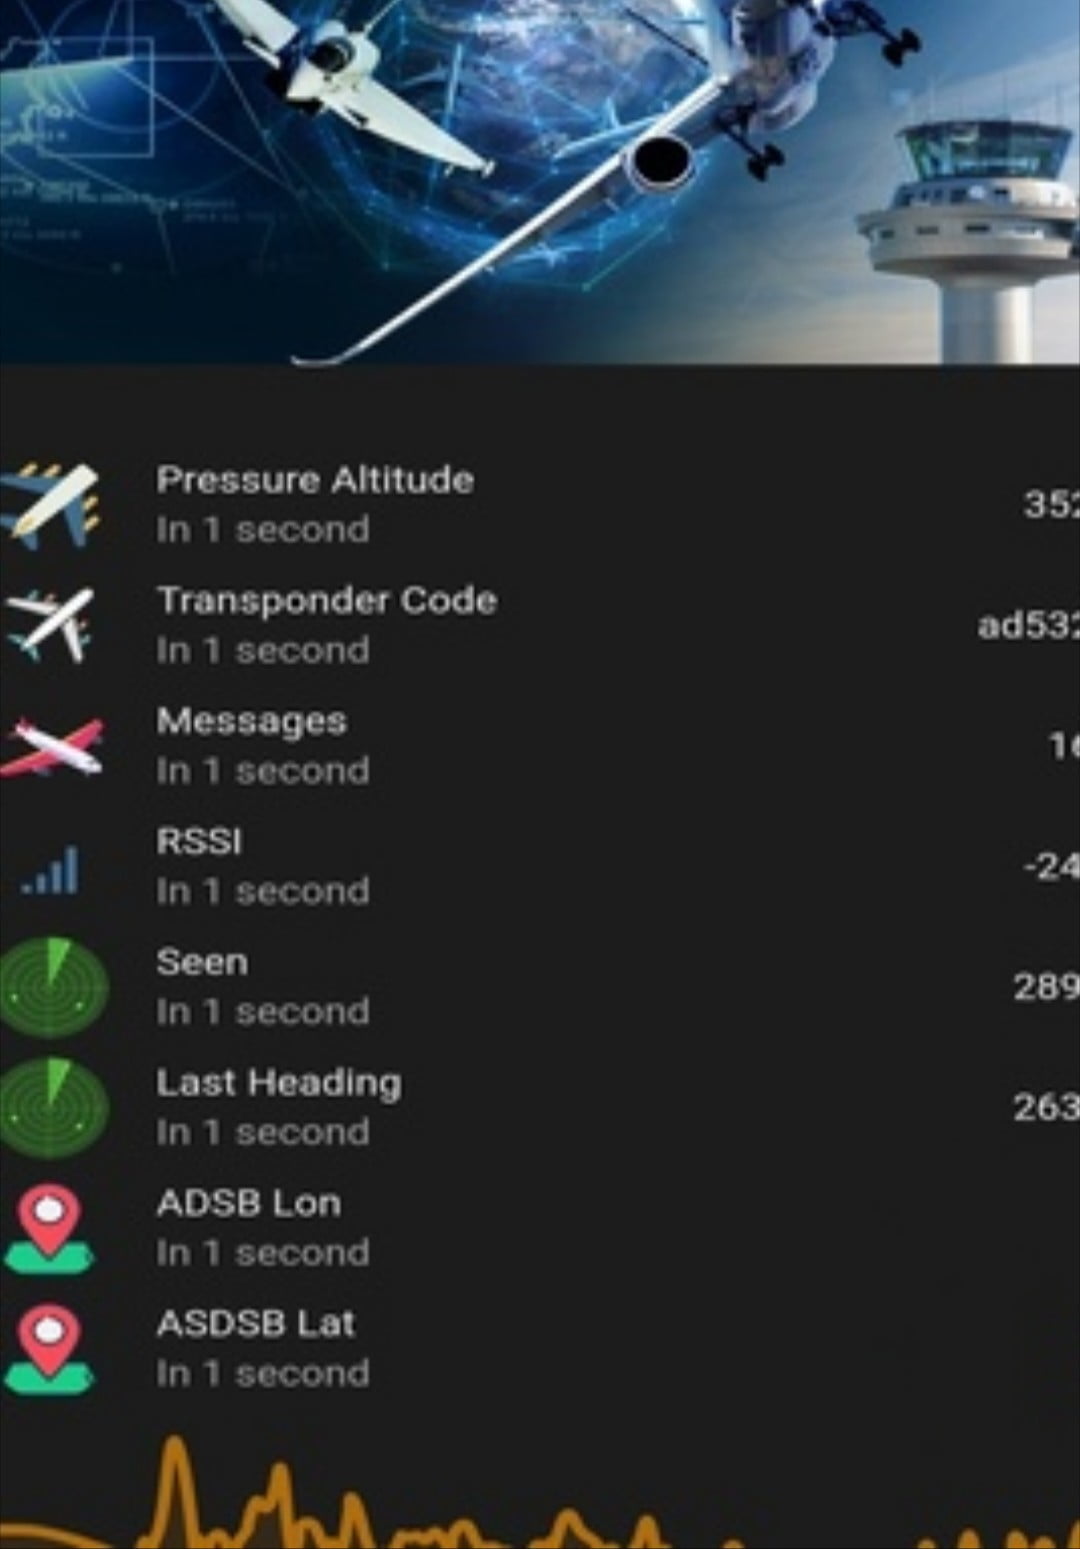 Pressure Altitude
In 1 second
352
Transponder Code
In 1 second
ad532
Messages
In 1 second
16
RSSI
In 1 second
-24
Seen
In 1 second
289
Last Heading
In 1 second
263
ADSB Lon
In 1 second
ASDSB Lat
In 1 second